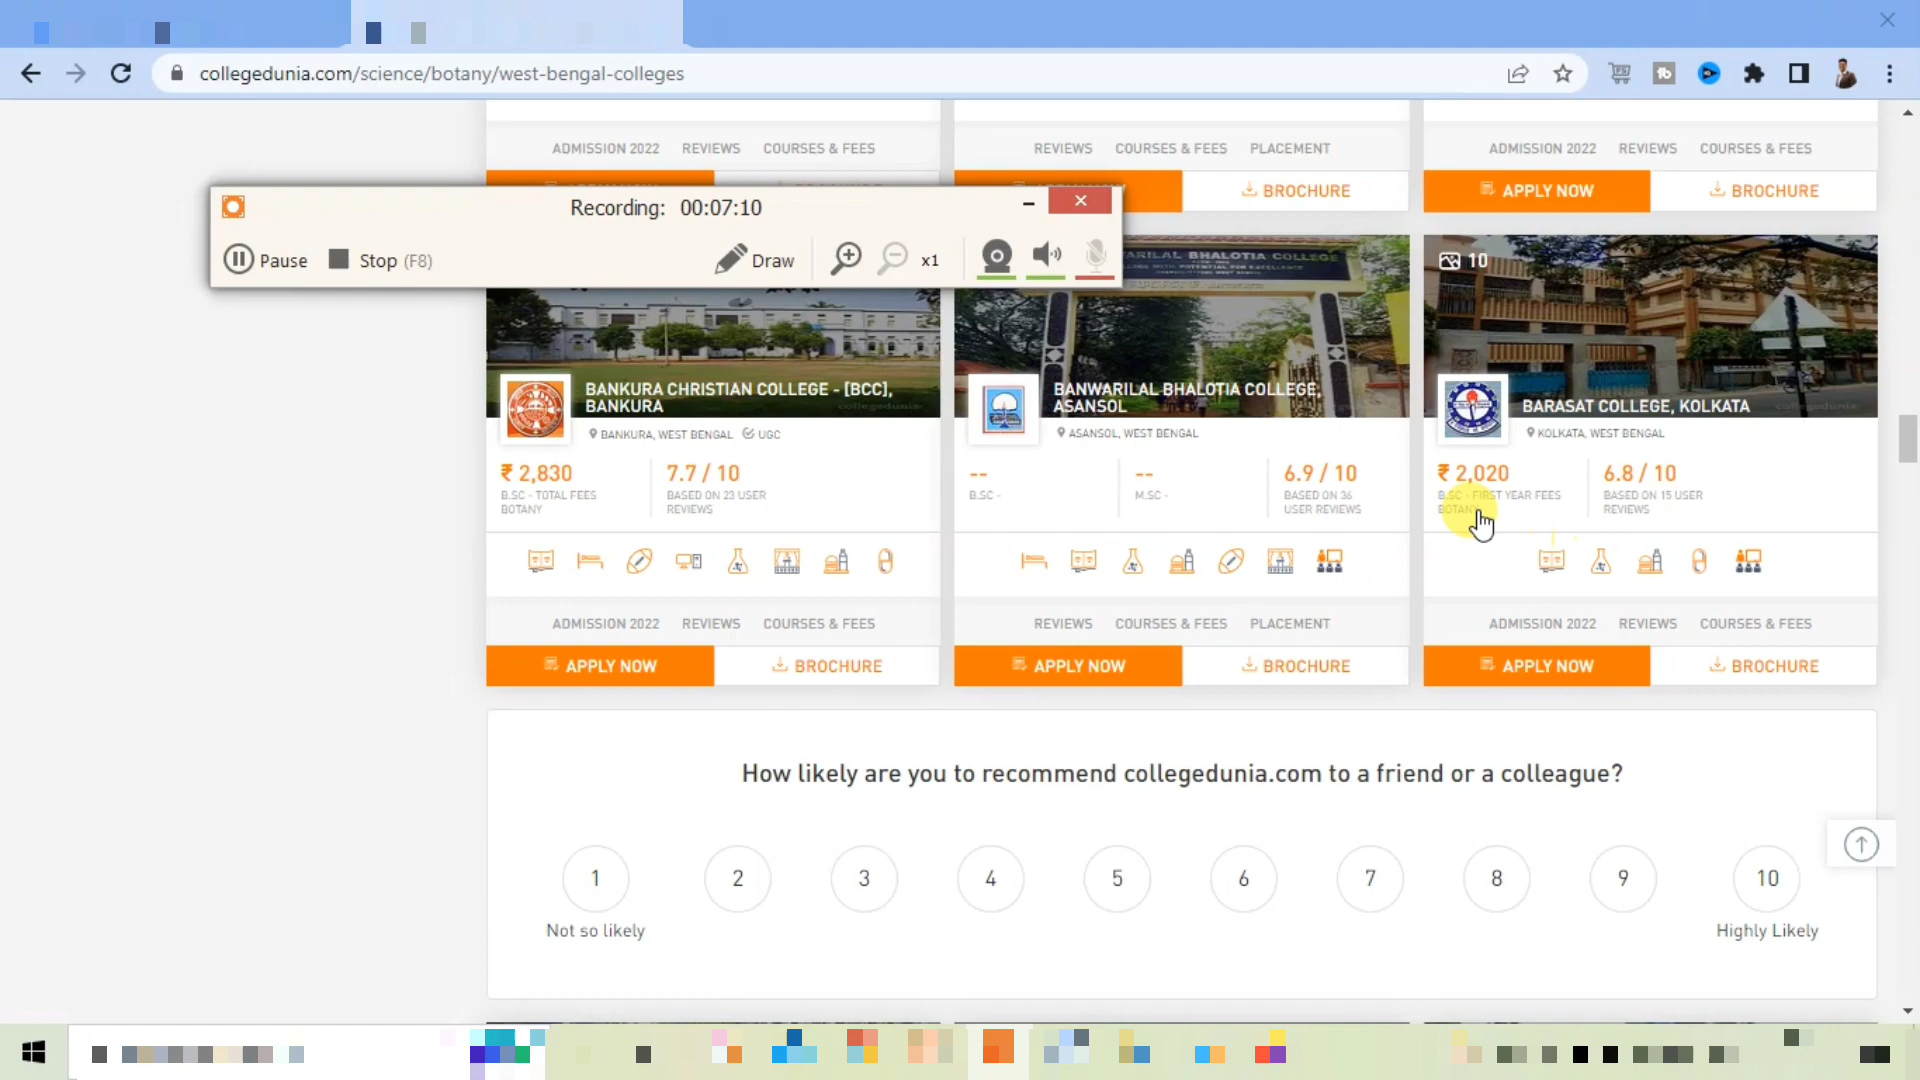 collegedunia.com/science/botany/west-bengal-colleges
ADMISSION 2022 REVIEWS COURSES & FEES
REVIEWS COURSES & FEES PLACEMENT
ADMISSION 2022 REVIEWS COURSES & FEES
BROCHURE
APPLY NOW
BROCHURE
Recording: 00:07:10
Pause
Stop (F8)
Draw
x1
BANKURA CHRISTIAN COLLEGE - [BCC],
BANKURA
BANKURA, WEST BENGAL UGC
₹ 2,830
B.SC - TOTAL FEES
BOTANY
7.7 / 10
BASED ON 23 USER
REVIEWS
ADMISSION 2022 REVIEWS COURSES & FEES
APPLY NOW
BROCHURE
ARILAL BHALOTIA COLLEGE
BANWARILAL BHALOTIA COLLEGE,
ASANSOL
ASANSOL, WEST BENGAL
--
B.SC -
--
M.SC -
6.9 / 10
BASED ON 36
USER REVIEWS
REVIEWS COURSES & FEES PLACEMENT
APPLY NOW
BROCHURE
10
BARASAT COLLEGE, KOLKATA
collegedunia
KOLKATA, WEST BENGAL
₹ 2,020
B.SC - FIRST YEAR FEES
BOTANY
6.8 / 10
BASED ON 15 USER
REVIEWS
ADMISSION 2022 REVIEWS COURSES & FEES
APPLY NOW
BROCHURE
How likely are you to recommend collegedunia.com to a friend or a colleague?
1 2 3 4 5 6 7 8 9 10
Not so likely
Highly Likely